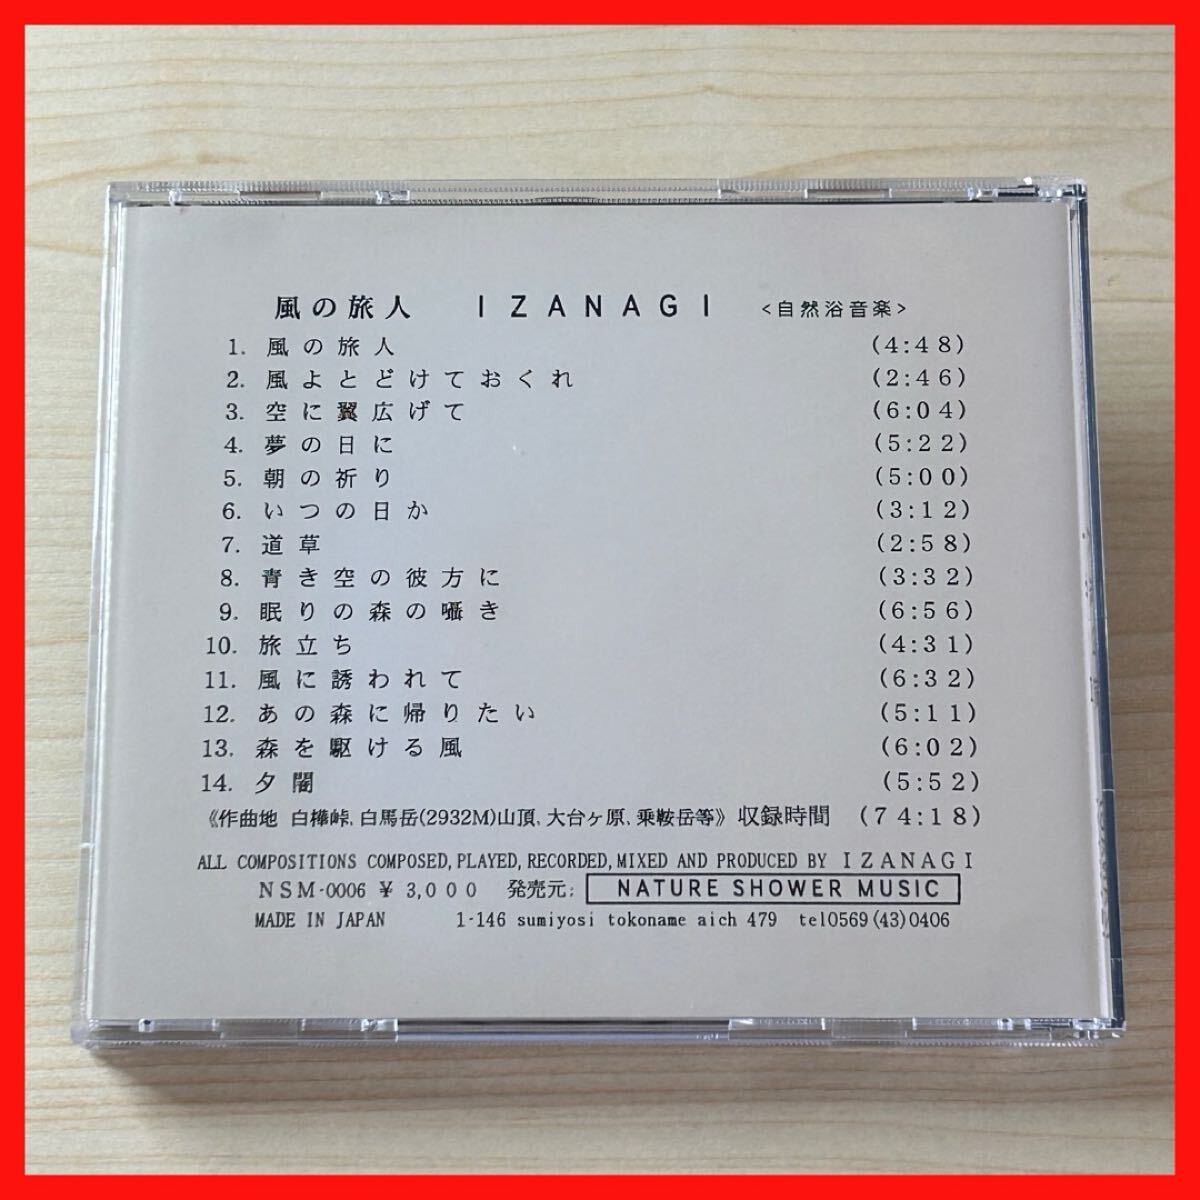 風の旅人 IZANAGI <自然浴音楽>
1. 風の旅人 (4:48)
2. 風よとどけておくれ (2:46)
3. 空に翼広げて (6:04)
4. 夢の日に (5:22)
5. 朝の祈り (5:00)
6. いつの日か (3:12)
7. 道草 (2:58)
8. 青き空の彼方に (3:32)
9. 眠りの森の囁き (6:56)
10. 旅立ち (4:31)
11. 風に誘われて (6:32)
12. あの森に帰りたい (5:11)
13. 森を駆ける風 (6:02)
14. 夕闇 (5:52)
《作曲地 白樺峠、白馬岳(2932M)山頂、大台ヶ原、乗鞍岳等》 収録時間 (74:18)
ALL COMPOSITIONS COMPOSED,PLAYED,RECORDED,MIXED AND PRODUCED BY IZANAGI
NSM-0006 ¥3,000 発売元: NATURE SHOWER MUSIC
MADE IN JAPAN 1-146 sumiyosi tokoname aich 479 tel0569(43)0406